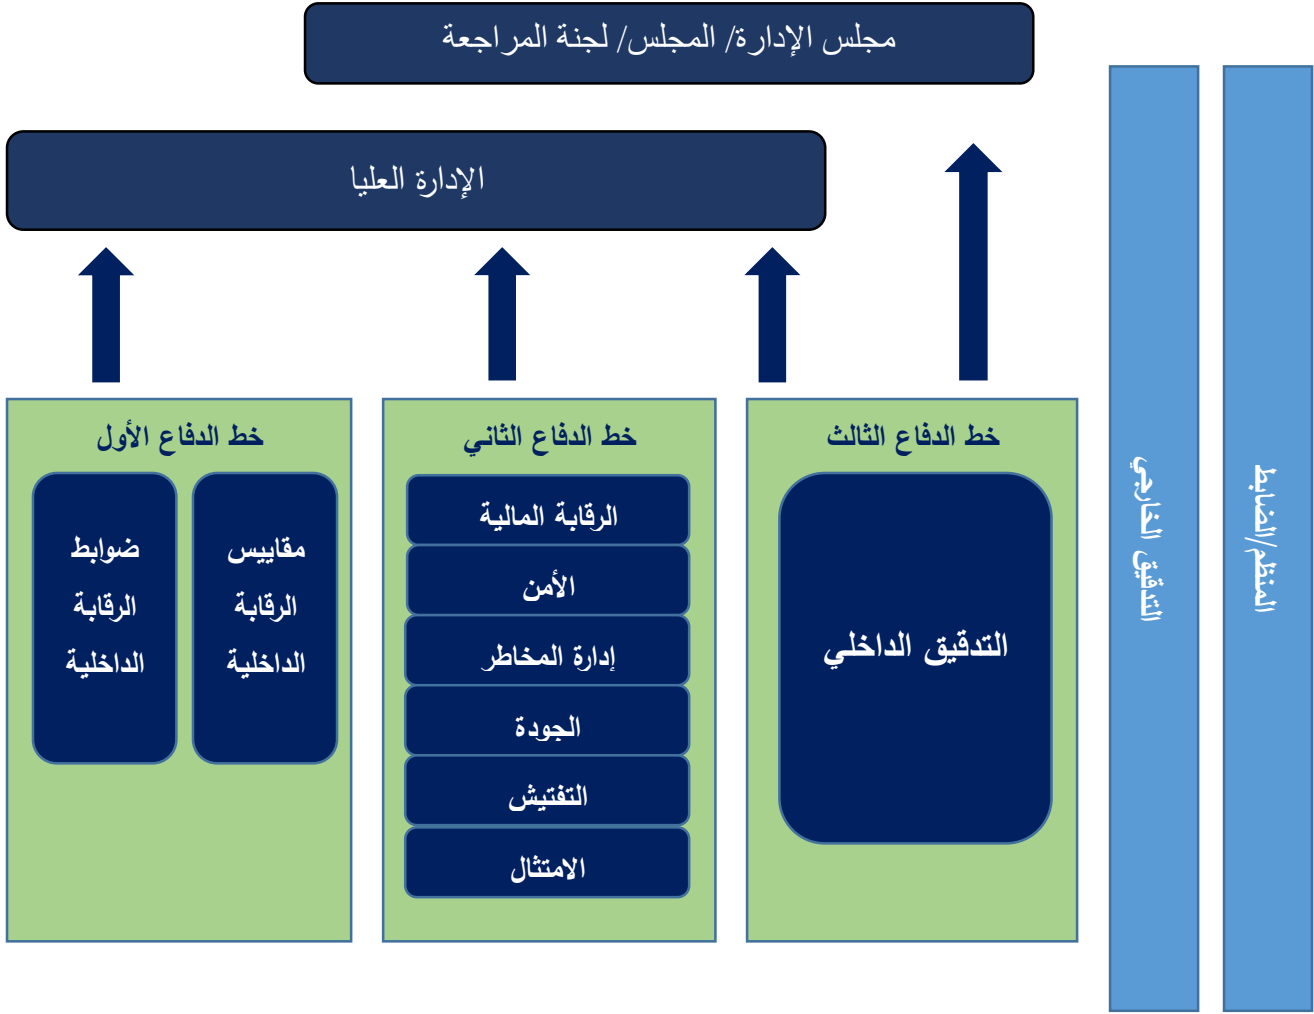 مجلس الإدارة/ المجلس/ لجنة المراجعة
الإدارة العليا
خط الدفاع الأول
ضوابط
الرقابة
الداخلية
مقاييس
الرقابة
الداخلية
خط الدفاع الثاني
الرقابة المالية
الأمن
إدارة المخاطر
الجودة
التفتيش
الامتثال
خط الدفاع الثالث
التدقيق الداخلي
التدقيق الخارجي
المنظم/الضابط